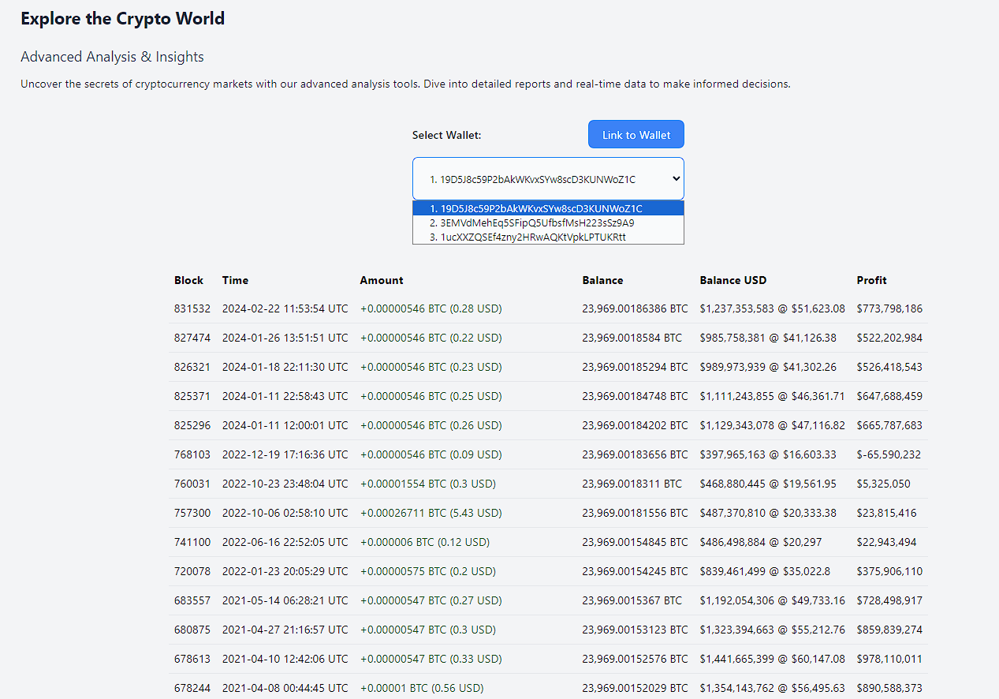 Explore the Crypto World
Advanced Analysis & Insights
Uncover the secrets of cryptocurrency markets with our advanced analysis tools. Dive into detailed reports and real-time data to make informed decisions.
Select Wallet: Link to Wallet
1. 19D5J8c59P2bAkWKvxSYw8scD3KUNWoZ1C
1. 19D5J8c59P2bAkWKvxSYw8scD3KUNWoZ1C
2. 3EMVdMehEq5SFipQ5UfbsfMsH223sSz9A9
3. 1ucXXZQSEf4zny2HRwAQKtVpkLPTUKRtt
Block Time Amount Balance Balance USD Profit
831532 2024-02-22 11:53:54 UTC +0.00000546 BTC (0.28 USD) 23,969.00186386 BTC $1,237,353,583 @ $51,623.08 $773,798,186
827474 2024-01-26 13:51:51 UTC +0.00000546 BTC (0.22 USD) 23,969.0018584 BTC $985,758,381 @ $41,126.38 $522,202,984
826321 2024-01-18 22:11:30 UTC +0.00000546 BTC (0.23 USD) 23,969.00185294 BTC $989,973,939 @ $41,302.26 $526,418,543
825371 2024-01-11 22:58:43 UTC +0.00000546 BTC (0.25 USD) 23,969.00184748 BTC $1,111,243,855 @ $46,361.71 $647,688,459
825296 2024-01-11 12:00:01 UTC +0.00000546 BTC (0.26 USD) 23,969.00184202 BTC $1,129,343,078 @ $47,116.82 $665,787,683
768103 2022-12-19 17:16:36 UTC +0.00000546 BTC (0.09 USD) 23,969.00183656 BTC $397,965,163 @ $16,603.33 $-65,590,232
760031 2022-10-23 23:48:04 UTC +0.00001554 BTC (0.3 USD) 23,969.0018311 BTC $468,880,445 @ $19,561.95 $5,325,050
757300 2022-10-06 02:58:10 UTC +0.00026711 BTC (5.43 USD) 23,969.00181556 BTC $487,370,810 @ $20,333.38 $23,815,416
741100 2022-06-16 22:52:05 UTC +0.000006 BTC (0.12 USD) 23,969.00154845 BTC $486,498,884 @ $20,297 $22,943,494
720078 2022-01-23 20:05:29 UTC +0.00000575 BTC (0.2 USD) 23,969.00154245 BTC $839,461,499 @ $35,022.8 $375,906,110
683557 2021-05-14 06:28:21 UTC +0.00000547 BTC (0.27 USD) 23,969.0015367 BTC $1,192,054,306 @ $49,733.16 $728,498,917
680875 2021-04-27 21:16:57 UTC +0.00000547 BTC (0.3 USD) 23,969.00153123 BTC $1,323,394,663 @ $55,212.76 $859,839,274
678613 2021-04-10 12:42:06 UTC +0.00000547 BTC (0.33 USD) 23,969.00152576 BTC $1,441,665,399 @ $60,147.08 $978,110,011
678244 2021-04-08 00:44:45 UTC +0.00001 BTC (0.56 USD) 23,969.00152029 BTC $1,354,143,762 @ $56,495.63 $890,588,373